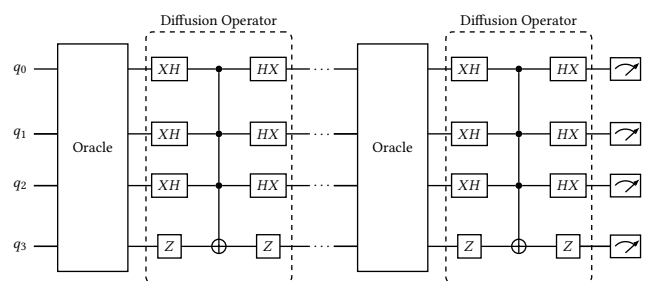 Diffusion Operator Diffusion Operator
q0 XH HX ··· XH HX
q1 XH HX ··· XH HX
Oracle Oracle
q2 XH HX ··· XH HX
q3 Z Z ··· Z Z